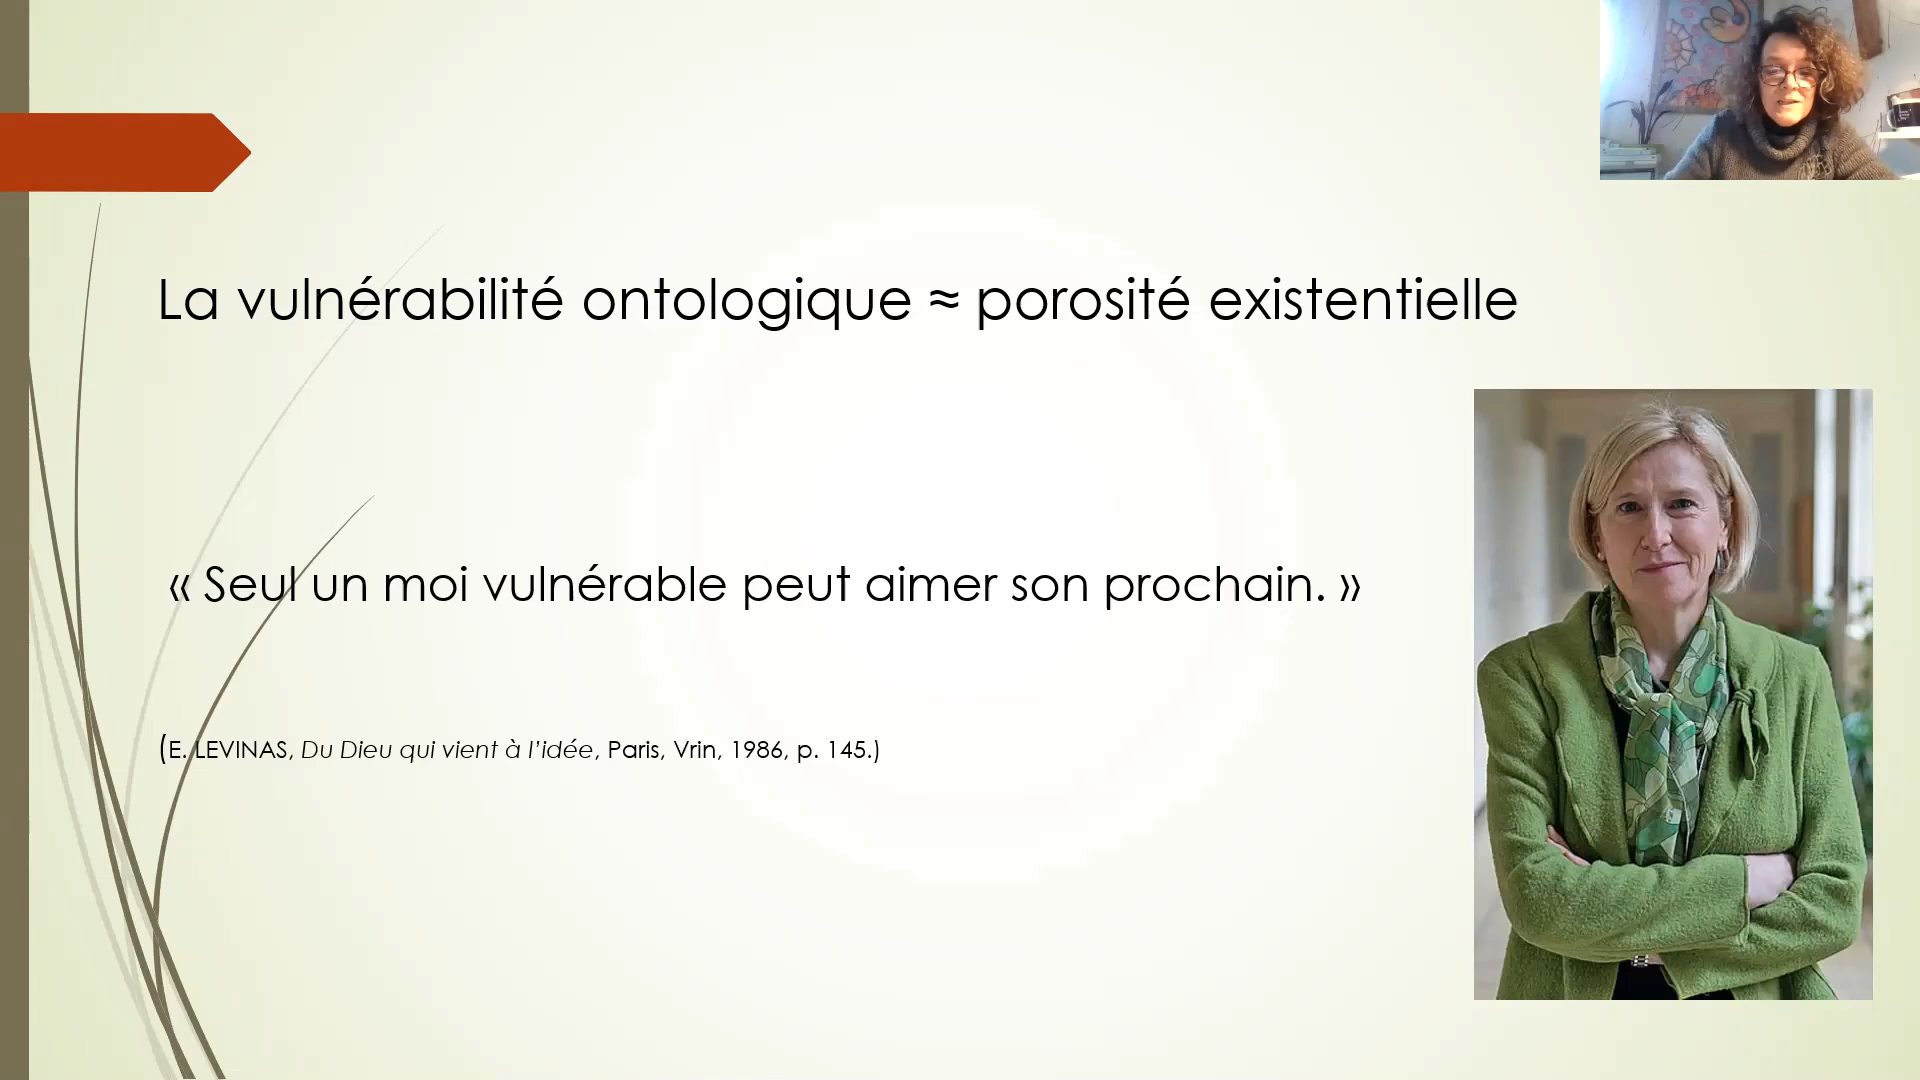 La vulnérabilité ontologique ≈ porosité existentielle
« Seul un moi vulnérable peut aimer son prochain. »
(E. LEVINAS, Du Dieu qui vient à l’idée, Paris, Vrin, 1986, p. 145.)